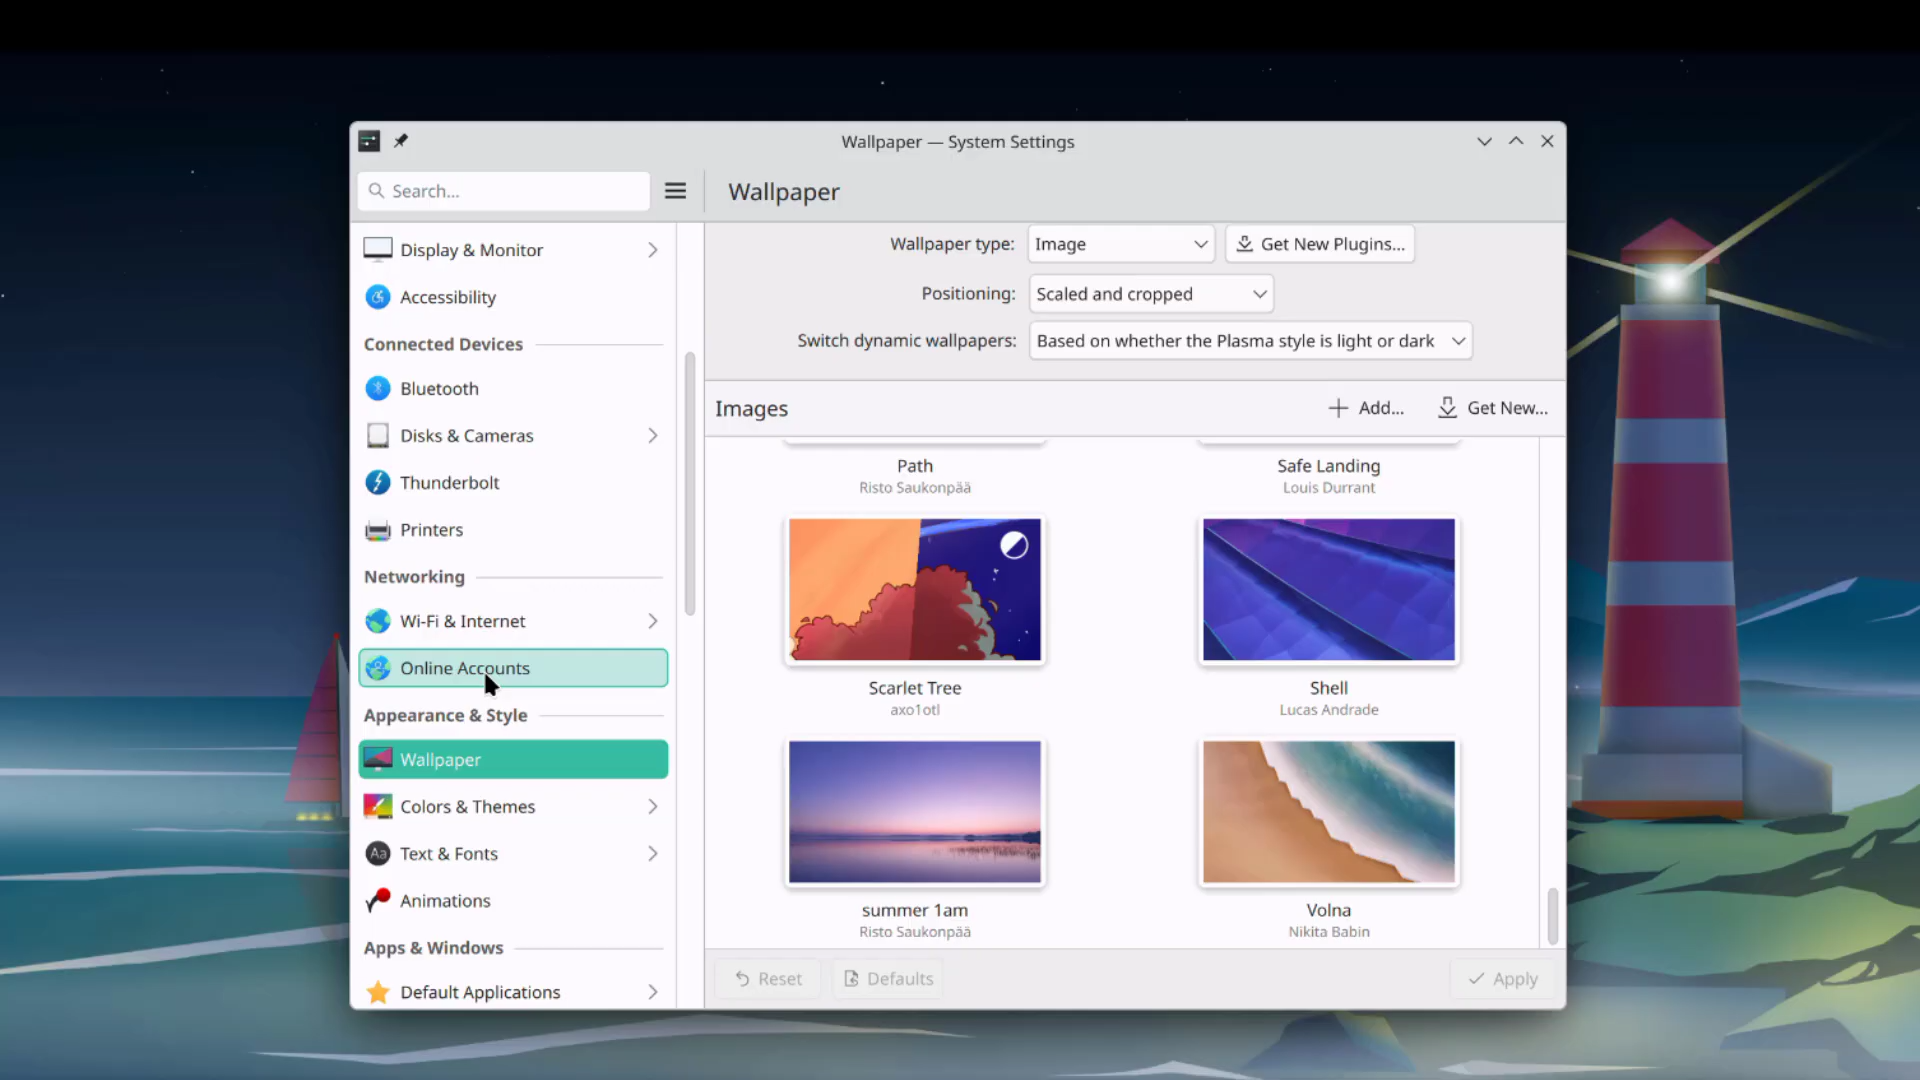 Wallpaper — System Settings
Search...
Wallpaper
Display & Monitor
Accessibility
Connected Devices
Bluetooth
Disks & Cameras
Thunderbolt
Printers
Networking
Wi-Fi & Internet
Online Accounts
Appearance & Style
Wallpaper
Colors & Themes
Aa Text & Fonts
Animations
Apps & Windows
Default Applications
Wallpaper type: Image Get New Plugins...
Positioning: Scaled and cropped
Switch dynamic wallpapers: Based on whether the Plasma style is light or dark
Images Add... Get New...
Path
Risto Saukonpää
Safe Landing
Louis Durrant
Scarlet Tree
axo1otl
Shell
Lucas Andrade
summer 1am
Risto Saukonpää
Volna
Nikita Babin
Reset Defaults Apply